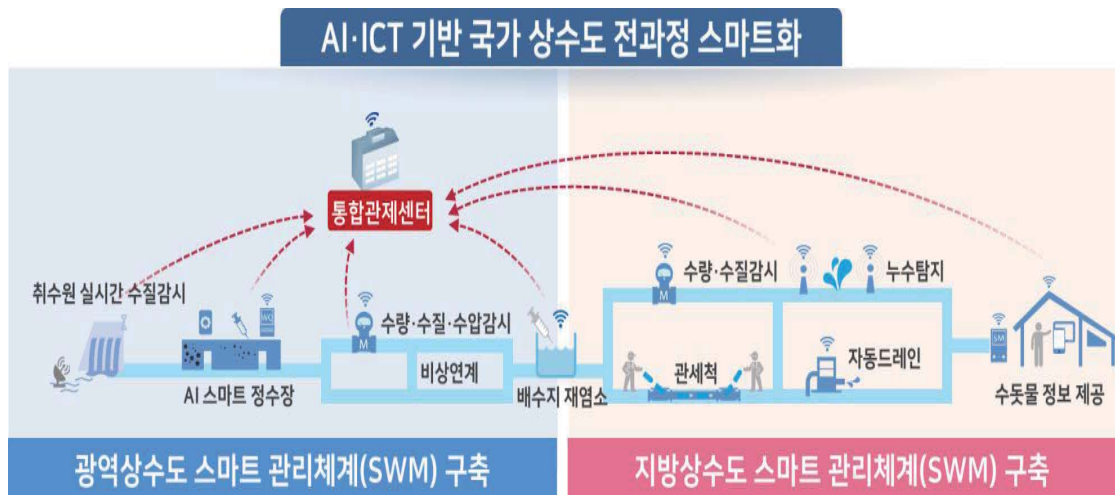 AI·ICT 기반 국가 상수도 전과정 스마트화
통합관제센터
취수원 실시간 수질감시
WQ
AI 스마트 정수장
M
수량·수질·수압감시
비상연계
배수지 재염소
M
수량·수질감시
누수탐지
관세척
자동드레인
SM
수돗물 정보 제공
광역상수도 스마트 관리체계(SWM) 구축
지방상수도 스마트 관리체계(SWM) 구축